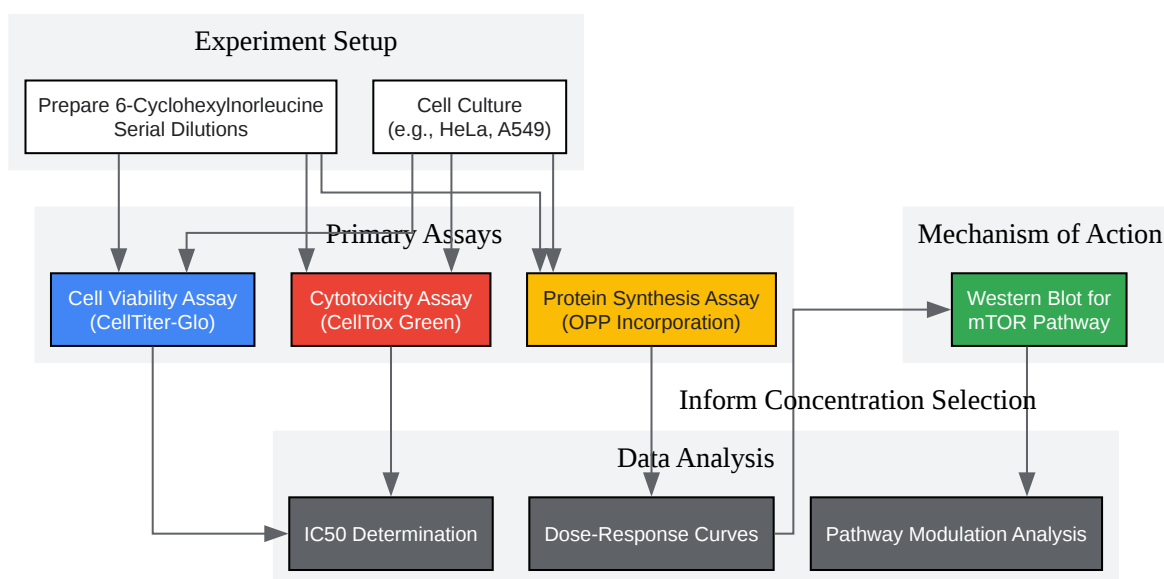 Experiment Setup
Prepare 6-Cyclohexylnorleucine
Serial Dilutions
Cell Culture
(e.g., HeLa, A549)
Primary Assays
Mechanism of Action
Cell Viability Assay
(CellTiter-Glo)
Cytotoxicity Assay
(CellTox Green)
Protein Synthesis Assay
(OPP Incorporation)
Western Blot for
mTOR Pathway
Inform Concentration Selection
Data Analysis
IC50 Determination
Dose-Response Curves
Pathway Modulation Analysis